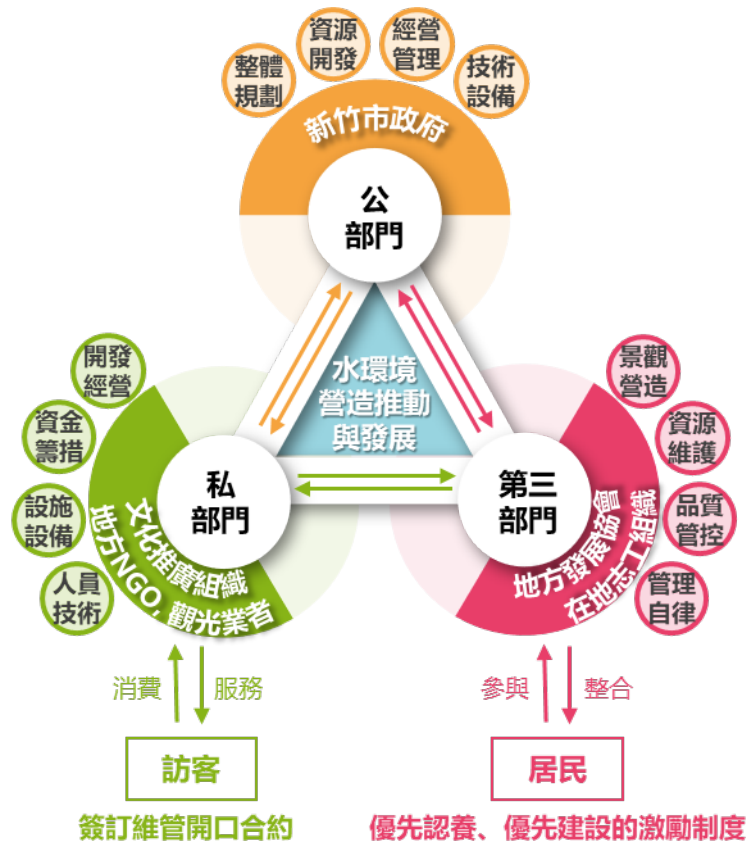 資源
開發
經營
管理
整體
規劃
技術
設備
新竹市政府
公
部門
水環境
營造推動
與發展
開發
經營
資金
籌措
設施
設備
人員
技術
私
部門
文化推廣組織
地方NGO, 觀光業者
第三
部門
地方發展協會
在地志工組織
景觀
營造
資源
維護
品質
管控
管理
自律
消費
服務
參與
整合
訪客
居民
簽訂維管開口合約
優先認養、優先建設的激勵制度